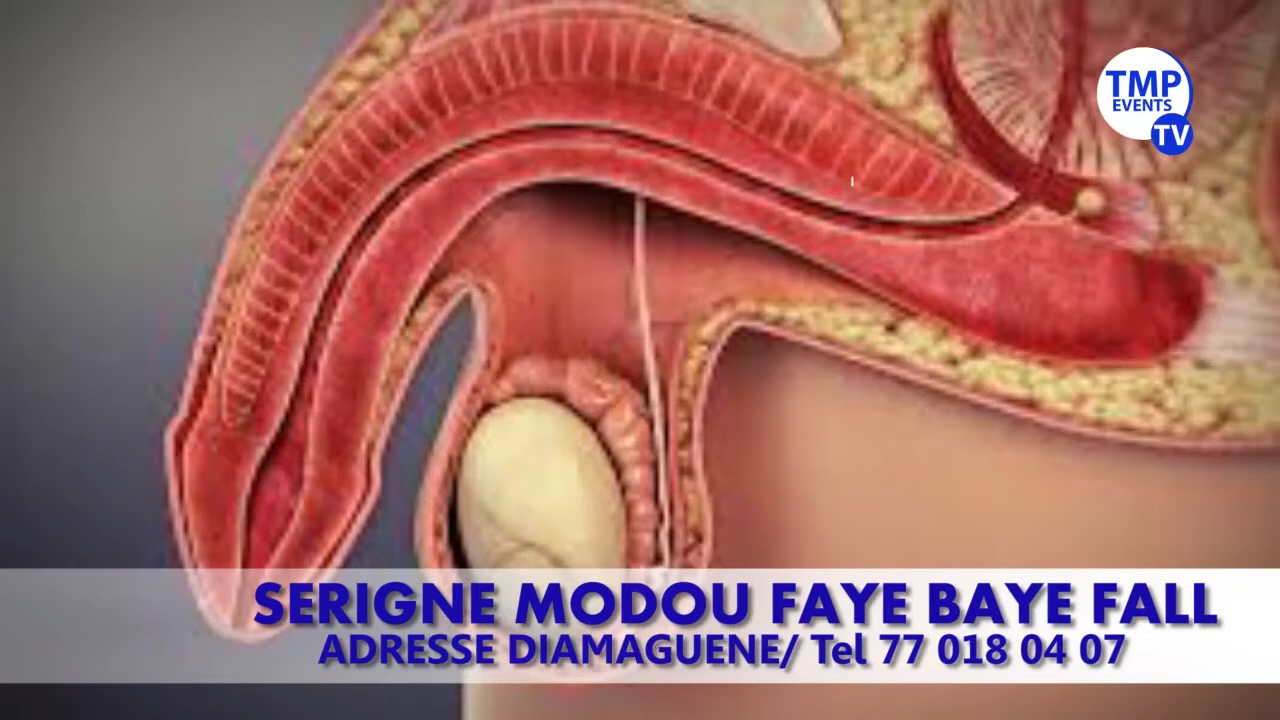 TMP
EVENTS
TV
SERIGNE MODOU FAYE BAYE FALL
ADRESSE DIAMAGUENE/ Tel 77 018 04 07